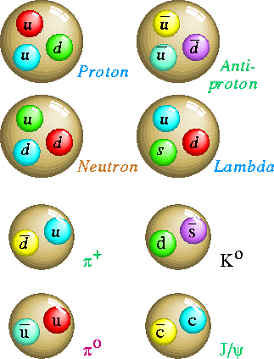 u
u d
Proton
u̅
u̅ d̅
Anti-
proton
u
d d
Neutron
u
s d
Lambda
d̅ u
π⁺
d s̅
K⁰
u̅ u
π⁰
c̅ c
J/ψ